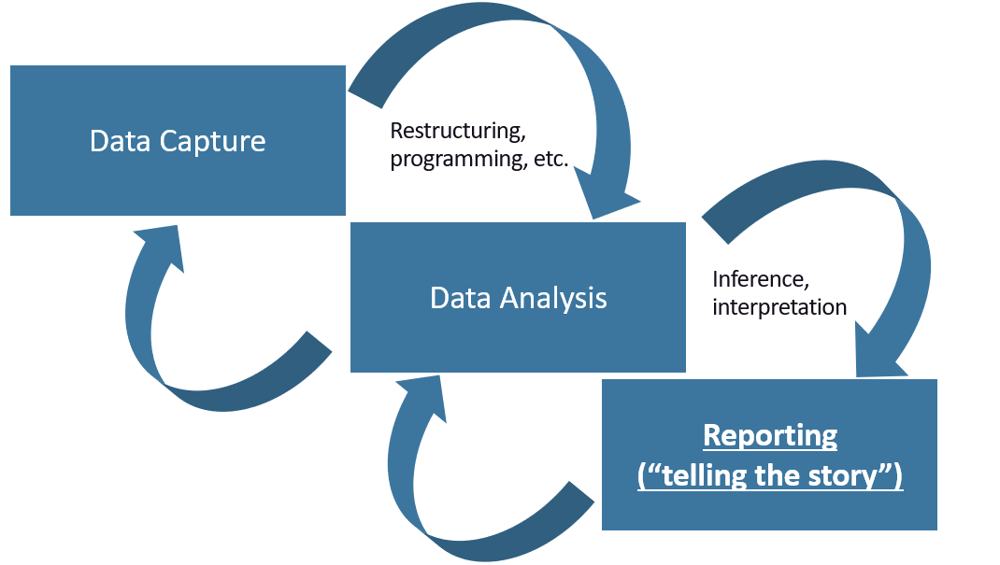 Data Capture
Restructuring,
programming, etc.
Data Analysis
Inference,
interpretation
Reporting
(“telling the story”)